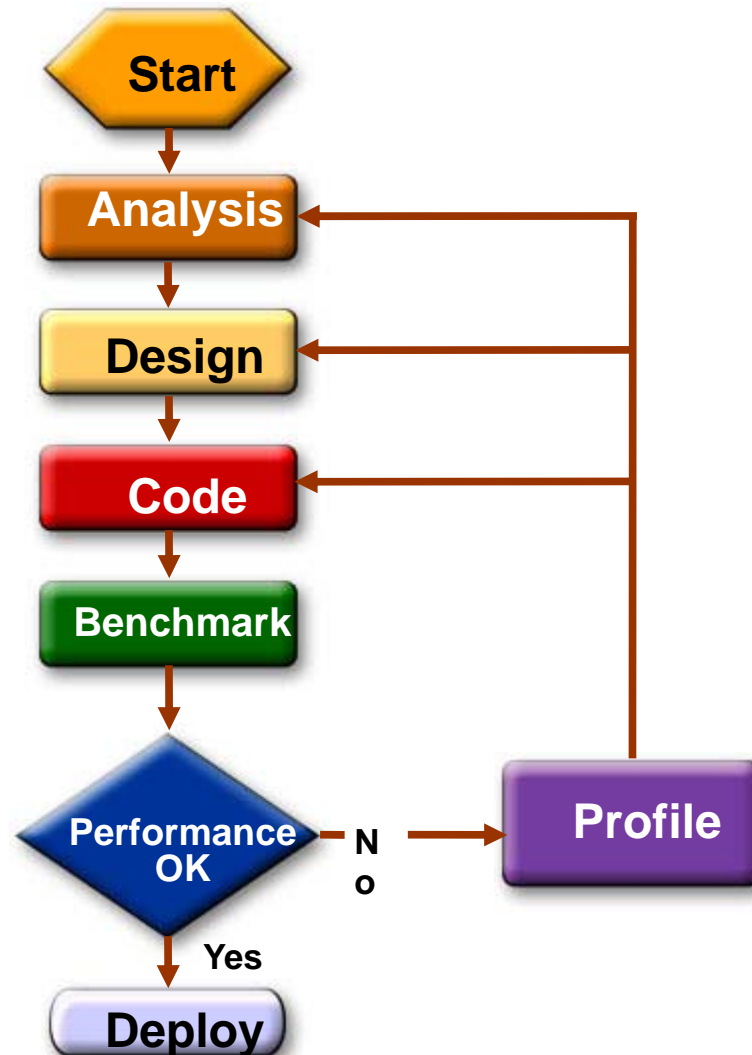 Start
Analysis
Design
Code
Benchmark
Performance
OK
N
o
Profile
Yes
Deploy